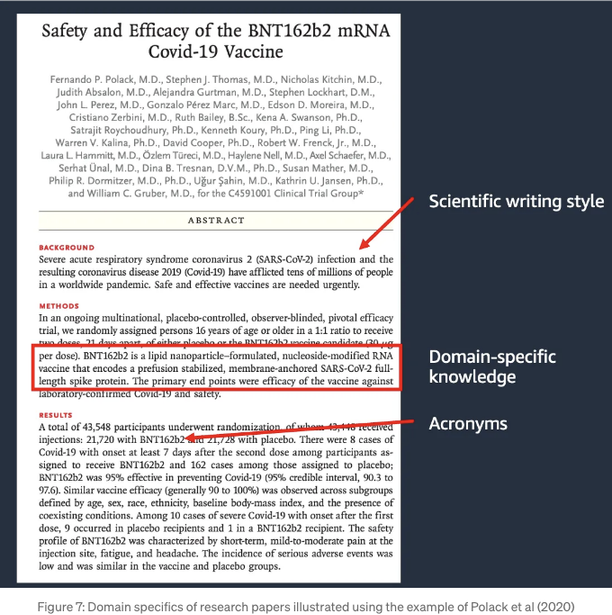 Safety and Efficacy of the BNT162b2 mRNA
Covid-19 Vaccine
Fernando P. Polack, M.D., Stephen J. Thomas, M.D., Nicholas Kitchin, M.D.,
Judith Absalon, M.D., Alejandra Gurtman, M.D., Stephen Lockhart, D.M.,
John L. Perez, M.D., Gonzalo Pérez Marc, M.D., Edson D. Moreira, M.D.,
Cristiano Zerbini, M.D., Ruth Bailey, B.Sc., Kena A. Swanson, Ph.D.,
Satrajit Roychoudhury, Ph.D., Kenneth Koury, Ph.D., Ping Li, Ph.D.,
Warren V. Kalina, Ph.D., David Cooper, Ph.D., Robert W. Frenck, Jr., M.D.,
Laura L. Hammitt, M.D., Özlem Türeci, M.D., Haylene Nell, M.D., Axel Schaefer, M.D.,
Serhat Ünal, M.D., Dina B. Tresnan, D.V.M., Ph.D., Susan Mather, M.D.,
Philip R. Dormitzer, M.D., Ph.D., Uğur Şahin, M.D., Kathrin U. Jansen, Ph.D.,
and William C. Gruber, M.D., for the C4591001 Clinical Trial Group*
ABSTRACT
BACKGROUND
Severe acute respiratory syndrome coronavirus 2 (SARS-CoV-2) infection and the
resulting coronavirus disease 2019 (Covid-19) have afflicted tens of millions of people
in a worldwide pandemic. Safe and effective vaccines are needed urgently.
Scientific writing style
METHODS
In an ongoing multinational, placebo-controlled, observer-blinded, pivotal efficacy
trial, we randomly assigned persons 16 years of age or older in a 1:1 ratio to receive
two doses, 21 days apart, of either placebo or the BNT162b2 vaccine candidate (30 μg
per dose). BNT162b2 is a lipid nanoparticle–formulated, nucleoside-modified RNA
vaccine that encodes a prefusion stabilized, membrane-anchored SARS-CoV-2 full-
length spike protein. The primary end points were efficacy of the vaccine against
laboratory-confirmed Covid-19 and safety.
Domain-specific
knowledge
RESULTS
A total of 43,548 participants underwent randomization, of whom 43,448 received
injections: 21,720 with BNT162b2 and 21,728 with placebo. There were 8 cases of
Covid-19 with onset at least 7 days after the second dose among participants as-
signed to receive BNT162b2 and 162 cases among those assigned to placebo;
BNT162b2 was 95% effective in preventing Covid-19 (95% credible interval, 90.3 to
97.6). Similar vaccine efficacy (generally 90 to 100%) was observed across subgroups
defined by age, sex, race, ethnicity, baseline body-mass index, and the presence of
coexisting conditions. Among 10 cases of severe Covid-19 with onset after the first
dose, 9 occurred in placebo recipients and 1 in a BNT162b2 recipient. The safety
profile of BNT162b2 was characterized by short-term, mild-to-moderate pain at the
injection site, fatigue, and headache. The incidence of serious adverse events was
low and was similar in the vaccine and placebo groups.
Acronyms
Figure 7: Domain specifics of research papers illustrated using the example of Polack et al (2020)